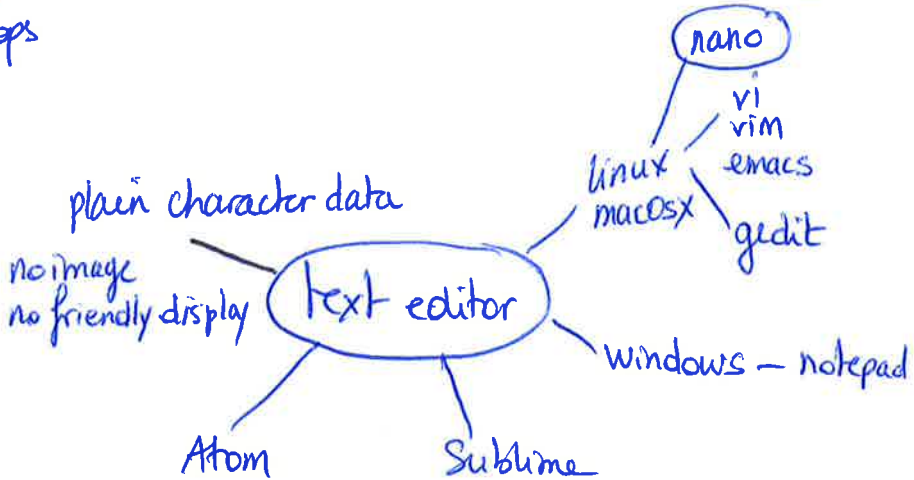 nano
vi
vim
emacs
linux
macOsX
gedit
plain character data
no image
no friendly display
text editor
windows – notepad
Atom
Sublime